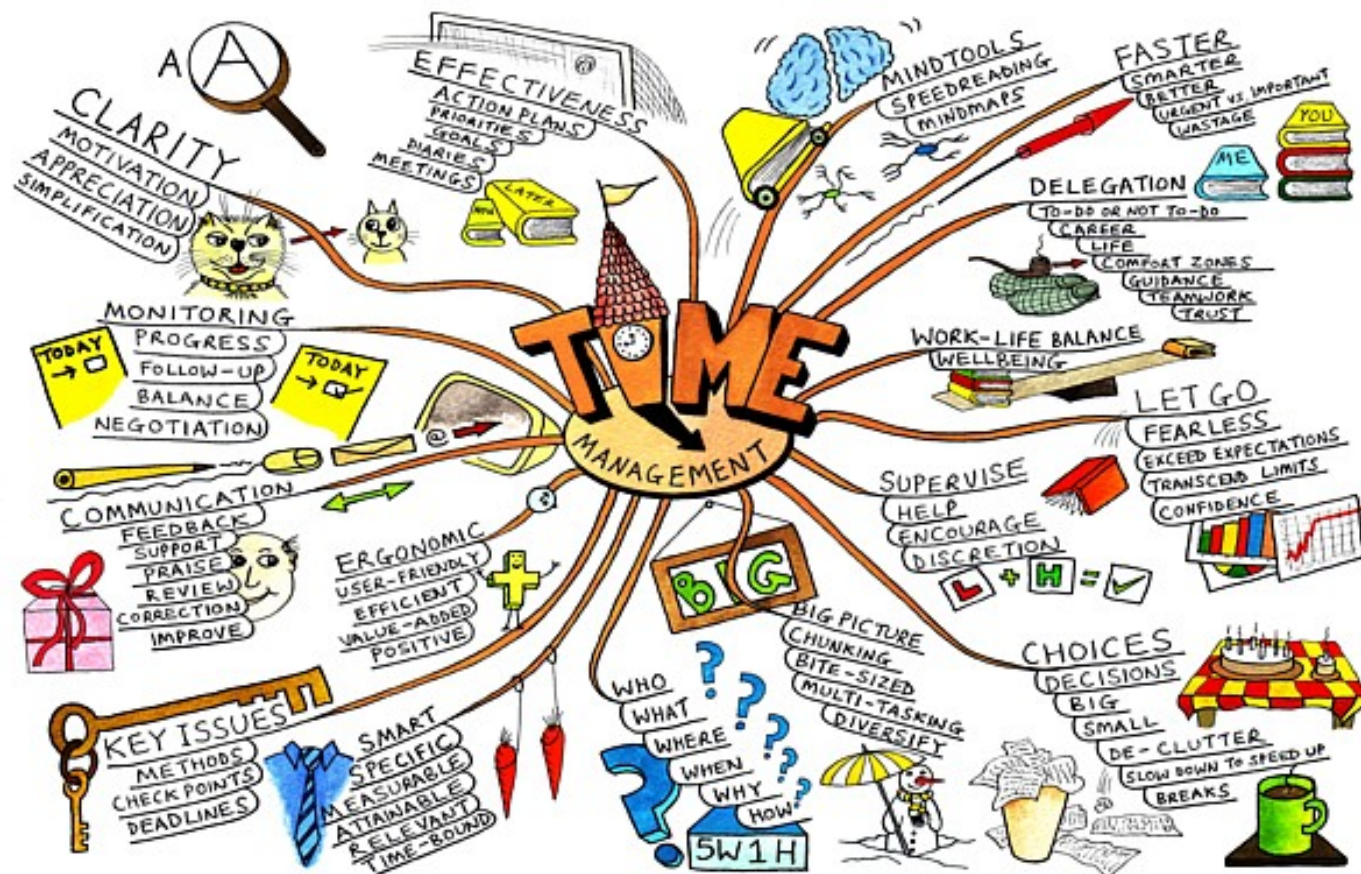 A A
CLARITY
MOTIVATION
APPRECIATION
SIMPLIFICATION
EFFECTIVENESS
ACTION PLANS
PRIORITIES
GOALS
DIARIES
MEETINGS
NOW
LATER
MINDTOOLS
SPEEDREADING
MINDMAPS
FASTER
SMARTER
BETTER
URGENT VS IMPORTANT
WASTAGE
YOU
ME
DELEGATION
TO-DO OR NOT TO-DO
CAREER
LIFE
COMFORT ZONES
GUIDANCE
TEAMWORK
TRUST
MONITORING
PROGRESS
FOLLOW-UP
BALANCE
NEGOTIATION
TODAY
TODAY
TIME
MANAGEMENT
WORK-LIFE BALANCE
WELLBEING
LET GO
FEARLESS
EXCEED EXPECTATIONS
TRANSCEND LIMITS
CONFIDENCE
@
COMMUNICATION
FEEDBACK
SUPPORT
PRAISE
REVIEW
CORRECTION
IMPROVE
ERGONOMIC
USER-FRIENDLY
EFFICIENT
VALUE-ADDED
POSITIVE
SUPERVISE
HELP
ENCOURAGE
DISCRETION
L + H =
BIG
BIG PICTURE
CHUNKING
BITE-SIZED
MULTI-TASKING
DIVERSIFY
CHOICES
DECISIONS
BIG
SMALL
DE-CLUTTER
SLOW DOWN TO SPEED UP
BREAKS
KEY ISSUES
METHODS
CHECKPOINTS
DEADLINES
SMART
SPECIFIC
MEASURABLE
ATTAINABLE
RELEVANT
TIME-BOUND
WHO
WHAT
WHERE
WHEN
WHY
HOW
? ? ? ? ? ? ?
?
5W1H